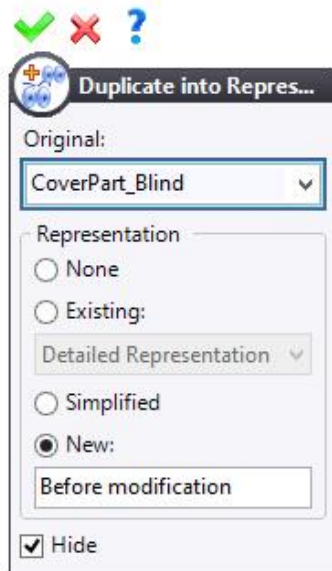 ?
Duplicate into Repres...
Original:
CoverPart_Blind
Representation
None
Existing:
Detailed Representation
Simplified
New:
Before modification
Hide